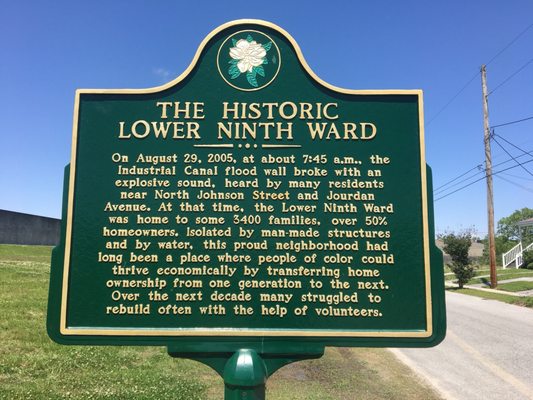 THE HISTORIC
LOWER NINTH WARD
On August 29, 2005, at about 7:45 a.m., the
Industrial Canal flood wall broke with an
explosive sound, heard by many residents
near North Johnson Street and Jourdan
Avenue. At that time, the Lower Ninth Ward
was home to some 3400 families, over 50%
homeowners. Isolated by man-made structures
and by water, this proud neighborhood had
long been a place where people of color could
thrive economically by transferring home
ownership from one generation to the next.
Over the next decade many struggled to
rebuild often with the help of volunteers.